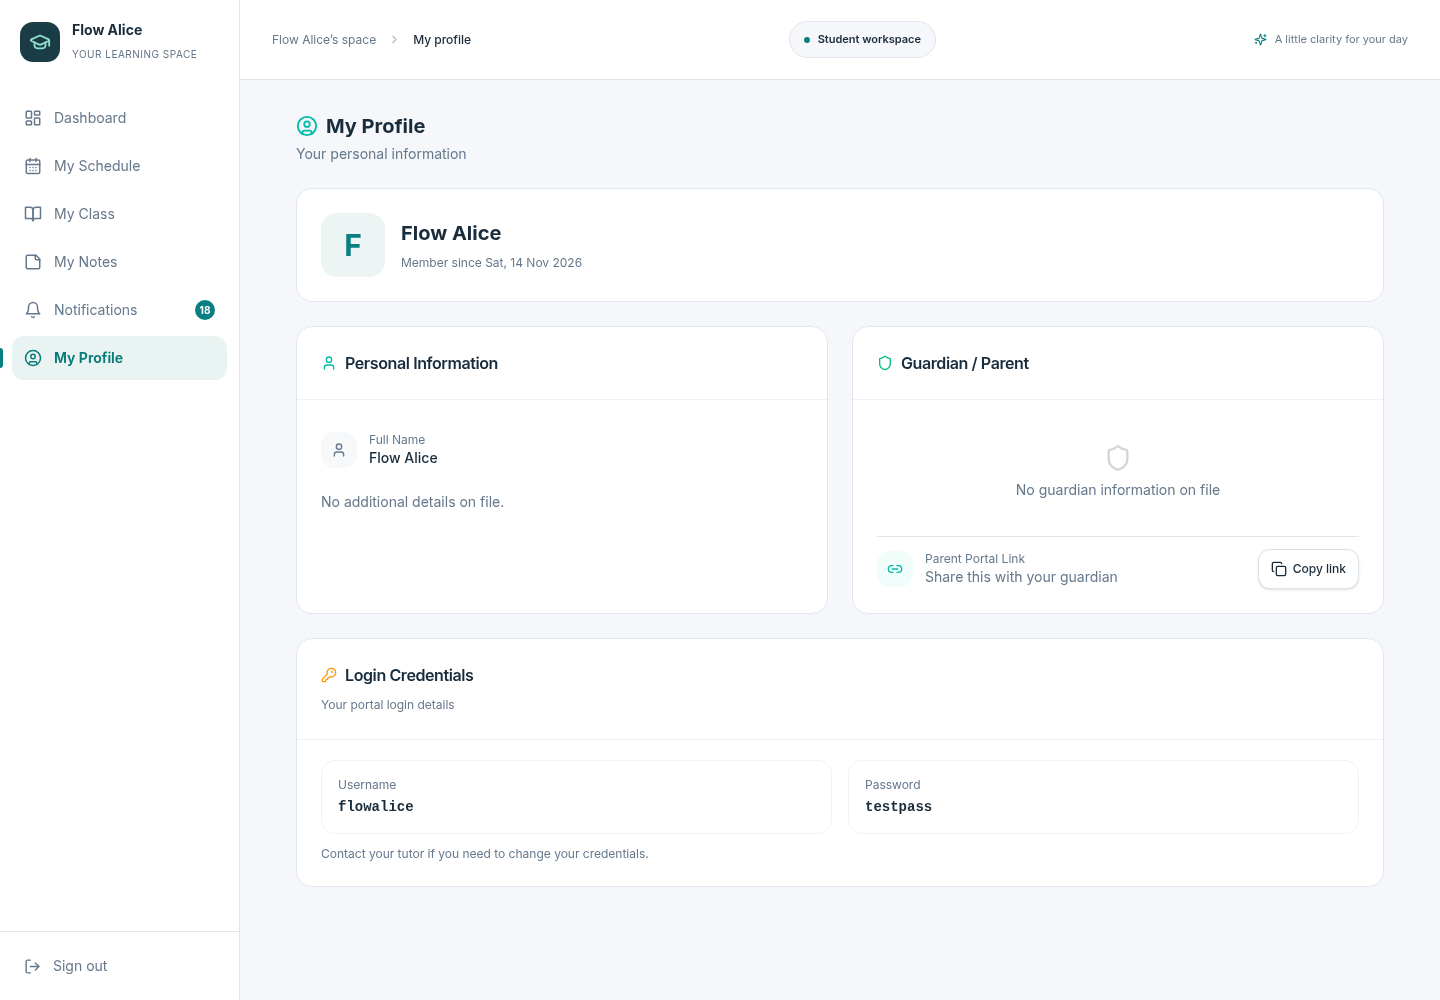 Flow Alice
YOUR LEARNING SPACE
Dashboard
My Schedule
My Class
My Notes
Notifications
18
My Profile
Sign out
Flow Alice's space
My profile
Student workspace
A little clarity for your day
My Profile
Your personal information
F
Flow Alice
Member since Sat, 14 Nov 2026
Personal Information
Full Name
Flow Alice
No additional details on file.
Guardian / Parent
No guardian information on file
Parent Portal Link
Share this with your guardian
Copy link
Login Credentials
Your portal login details
Username
flowalice
Password
testpass
Contact your tutor if you need to change your credentials.